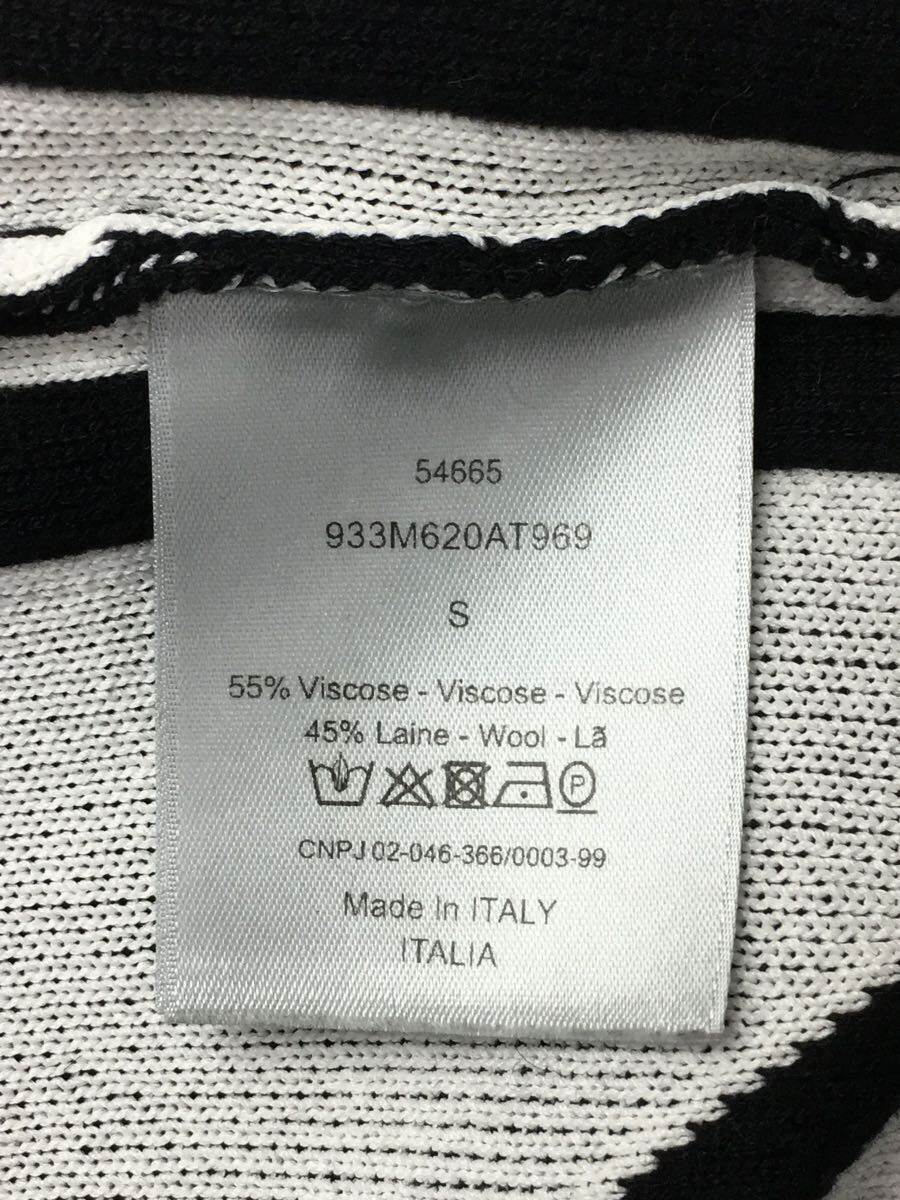 54665
933M620AT969
S
55% Viscose - Viscose - Viscose
45% Laine - Wool - Lã
P
CNPJ 02-046-366/0003-99
Made In ITALY
ITALIA